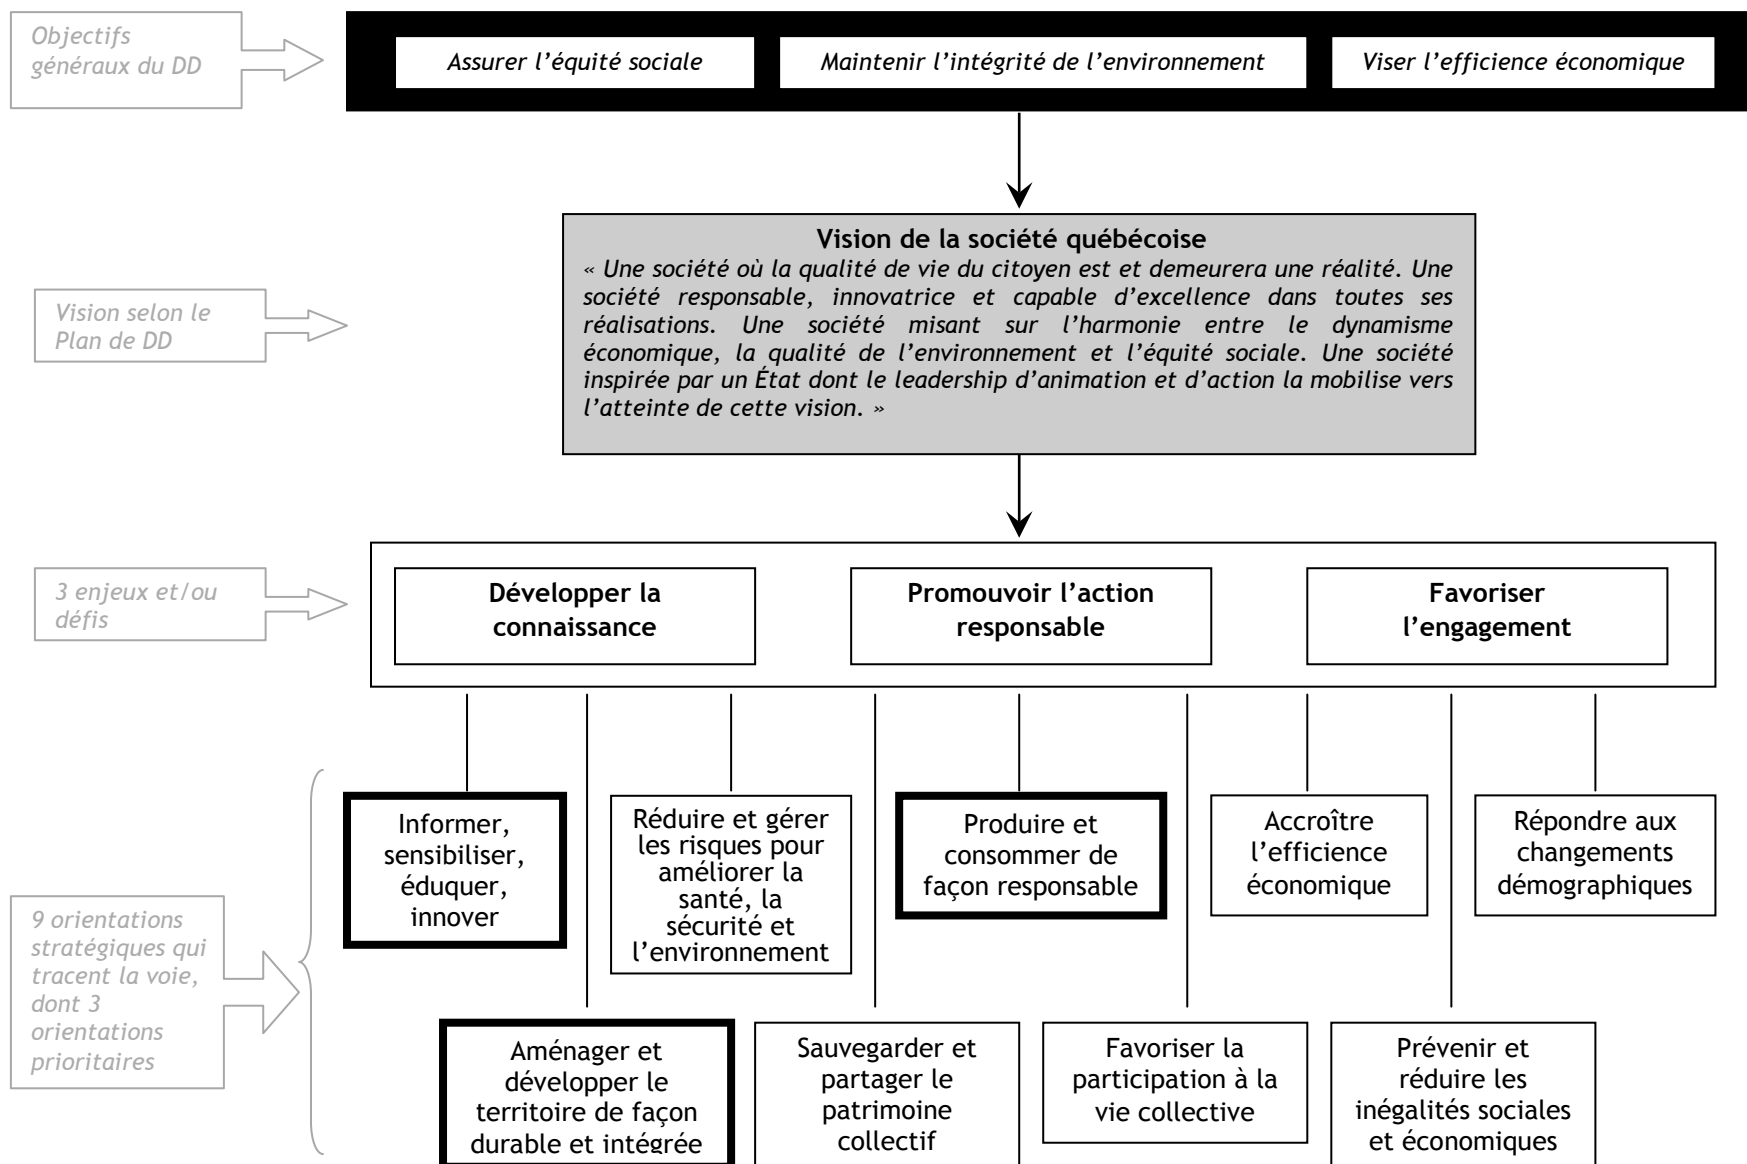 Objectifs
généraux du DD
Assurer l’équité sociale
Maintenir l’intégrité de l’environnement
Viser l’efficience économique
Vision selon le
Plan de DD
Vision de la société québécoise
« Une société où la qualité de vie du citoyen est et demeurera une réalité. Une
société responsable, innovatrice et capable d’excellence dans toutes ses
réalisations. Une société misant sur l’harmonie entre le dynamisme
économique, la qualité de l’environnement et l’équité sociale. Une société
inspirée par un État dont le leadership d’animation et d’action la mobilise vers
l’atteinte de cette vision. »
3 enjeux et/ou
défis
Développer la
connaissance
Promouvoir l’action
responsable
Favoriser
l’engagement
9 orientations
stratégiques qui
tracent la voie,
dont 3
orientations
prioritaires
Informer,
sensibiliser,
éduquer,
innover
Réduire et gérer
les risques pour
améliorer la
santé, la
sécurité et
l’environnement
Produire et
consommer de
façon responsable
Accroître
l’efficience
économique
Répondre aux
changements
démographiques
Aménager et
développer le
territoire de façon
durable et intégrée
Sauvegarder et
partager le
patrimoine
collectif
Favoriser la
participation à la
vie collective
Prévenir et
réduire les
inégalités sociales
et économiques